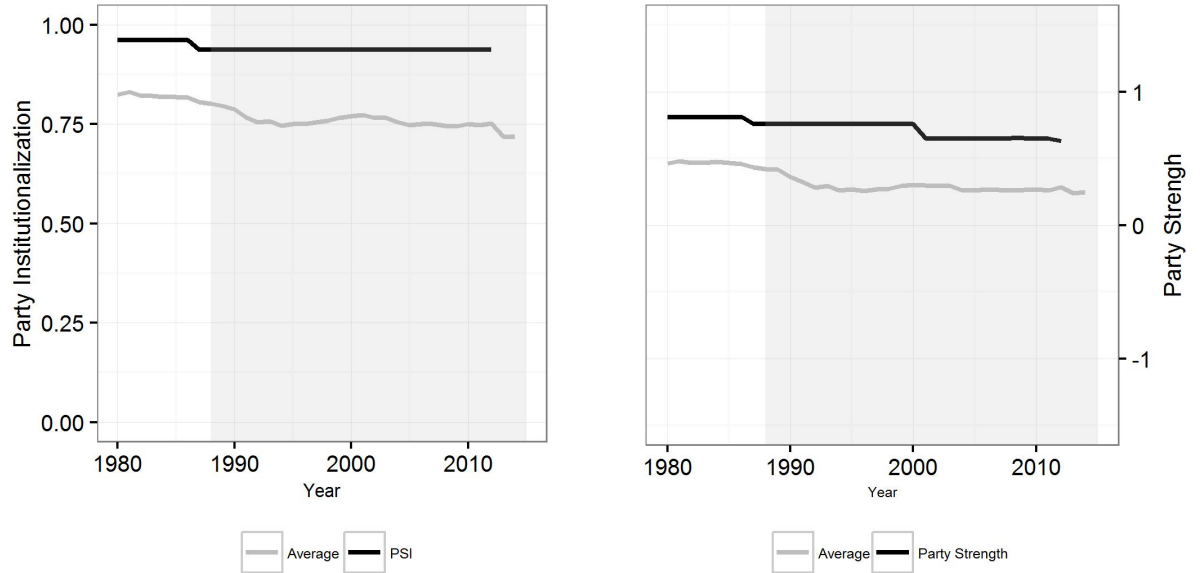 1.00
0.75
0.50
0.25
0.00
Party Institutionalization
1980 1990 2000 2010
Year
Average PSI
1
0
-1
Party Strengh
1980 1990 2000 2010
Year
Average Party Strength